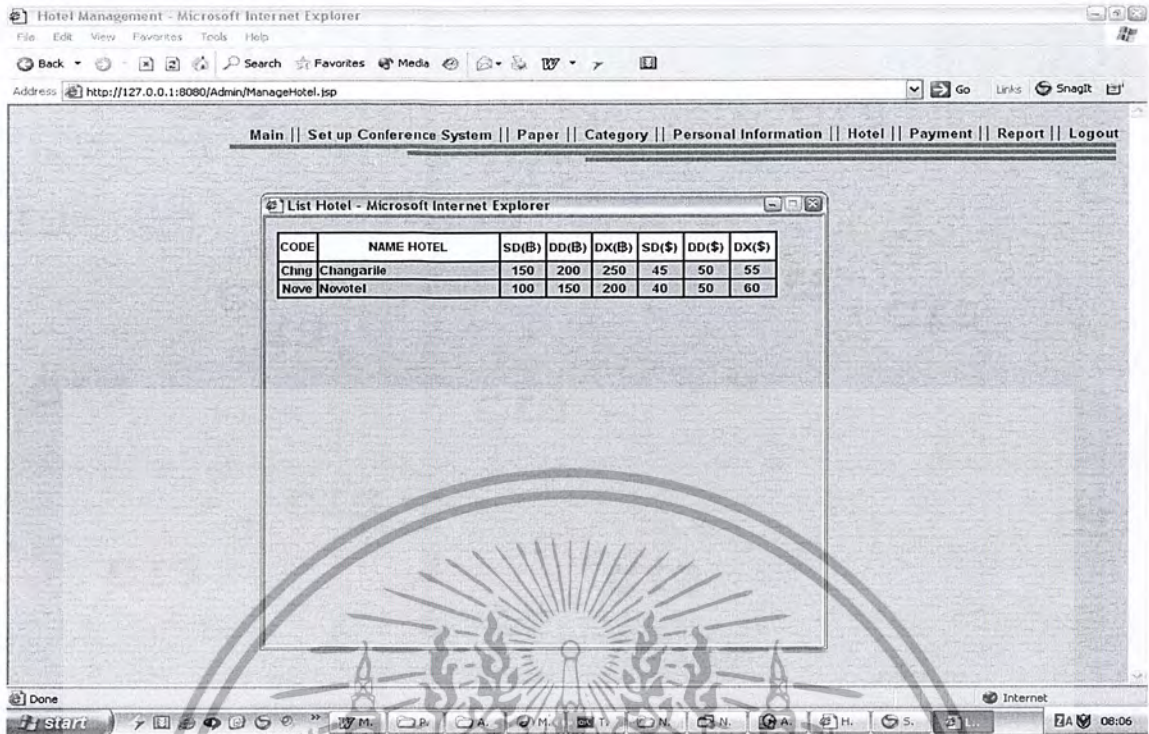 Hotel Management - Microsoft Internet Explorer
File Edit View Favorites Tools Help
Back Search Favorites Media
Address http://127.0.0.1:8080/Admin/ManageHotel.jsp Go Links SnagIt
Main || Set up Conference System || Paper || Category || Personal Information || Hotel || Payment || Report || Logout
List Hotel - Microsoft Internet Explorer
CODE NAME HOTEL SD(฿) DD(฿) DX(฿) SD($) DD($) DX($)
Chng Changarile 150 200 250 45 50 55
Nove Novotel 100 150 200 40 50 60
Done Internet
start M. P. A. M. T. N. N. A. H. S. L. 08:06